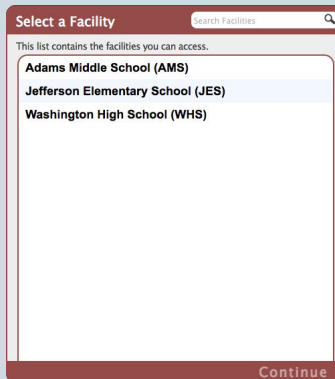 Select a Facility
Search Facilities
This list contains the facilities you can access.
Adams Middle School (AMS)
Jefferson Elementary School (JES)
Washington High School (WHS)
Continue